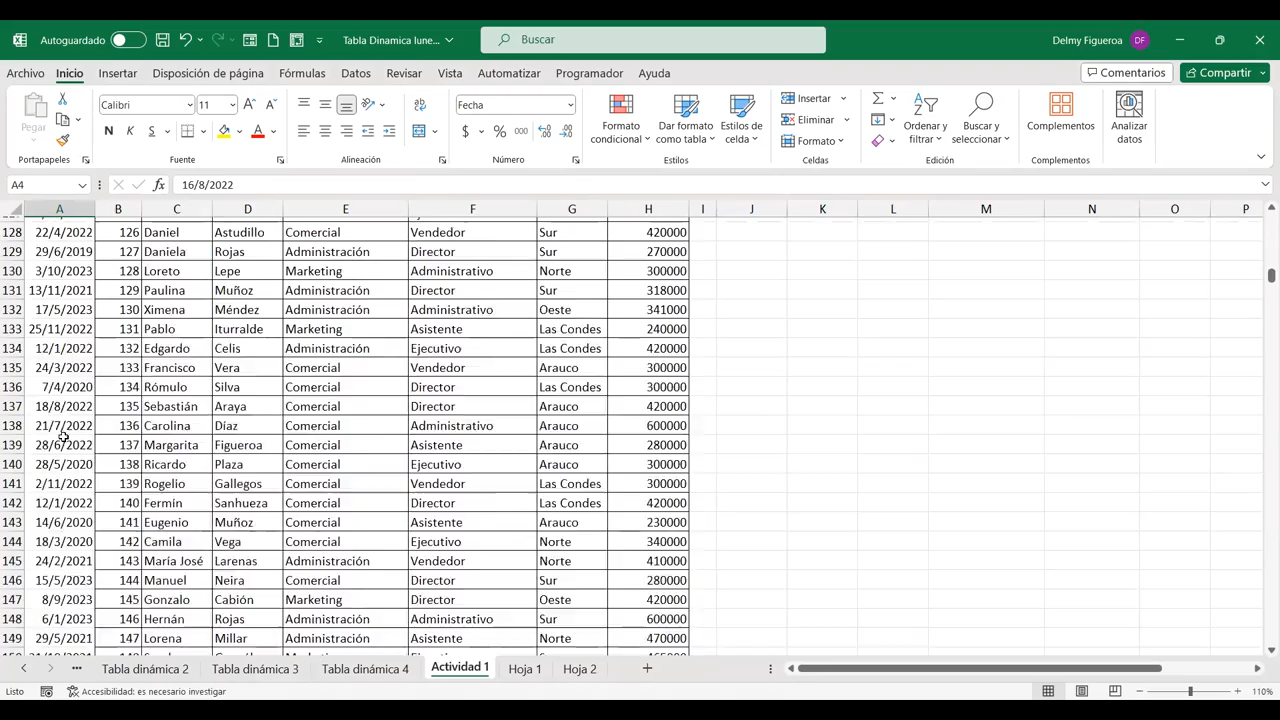 Autoguardado Tabla Dinamica lune... Buscar Delmy Figueroa DF
Archivo Inicio Insertar Disposición de página Fórmulas Datos Revisar Vista Automatizar Programador Ayuda Comentarios Compartir
Calibri 11 Fecha
Pegar
N K S
$ % 000
Formato condicional
Dar formato como tabla
Estilos de celda
Insertar
Eliminar
Formato
Ordenar y filtrar
Buscar y seleccionar
Complementos
Analizar datos
Portapapeles Fuente Alineación Número Estilos Celdas Edición Complementos
A4 fx 16/8/2022
A B C D E F G H I J K L M N O P
128 22/4/2022 126 Daniel Astudillo Comercial Vendedor Sur 420000
129 29/6/2019 127 Daniela Rojas Administración Director Sur 270000
130 3/10/2023 128 Loreto Lepe Marketing Administrativo Norte 300000
131 13/11/2021 129 Paulina Muñoz Administración Director Sur 318000
132 17/5/2023 130 Ximena Méndez Administración Administrativo Oeste 341000
133 25/11/2022 131 Pablo Iturralde Marketing Asistente Las Condes 240000
134 12/1/2022 132 Edgardo Celis Administración Ejecutivo Las Condes 420000
135 24/3/2022 133 Francisco Vera Comercial Vendedor Arauco 300000
136 7/4/2020 134 Rómulo Silva Comercial Director Las Condes 300000
137 18/8/2022 135 Sebastián Araya Comercial Director Arauco 420000
138 21/7/2022 136 Carolina Díaz Comercial Administrativo Arauco 600000
139 28/6/2022 137 Margarita Figueroa Comercial Asistente Arauco 280000
140 28/5/2020 138 Ricardo Plaza Comercial Ejecutivo Arauco 300000
141 2/11/2022 139 Rogelio Gallegos Comercial Vendedor Las Condes 300000
142 12/1/2022 140 Fermín Sanhueza Comercial Director Las Condes 420000
143 14/6/2020 141 Eugenio Muñoz Comercial Asistente Arauco 230000
144 18/3/2020 142 Camila Vega Comercial Ejecutivo Norte 340000
145 24/2/2021 143 María José Larenas Administración Vendedor Norte 410000
146 15/5/2023 144 Manuel Neira Comercial Director Sur 280000
147 8/9/2023 145 Gonzalo Cabión Marketing Director Oeste 420000
148 6/1/2023 146 Hernán Rojas Administración Administrativo Sur 600000
149 29/5/2021 147 Lorena Millar Administración Asistente Norte 470000
Tabla dinámica 2 Tabla dinámica 3 Tabla dinámica 4 Actividad 1 Hoja 1 Hoja 2
Listo Accesibilidad: es necesario investigar 110%